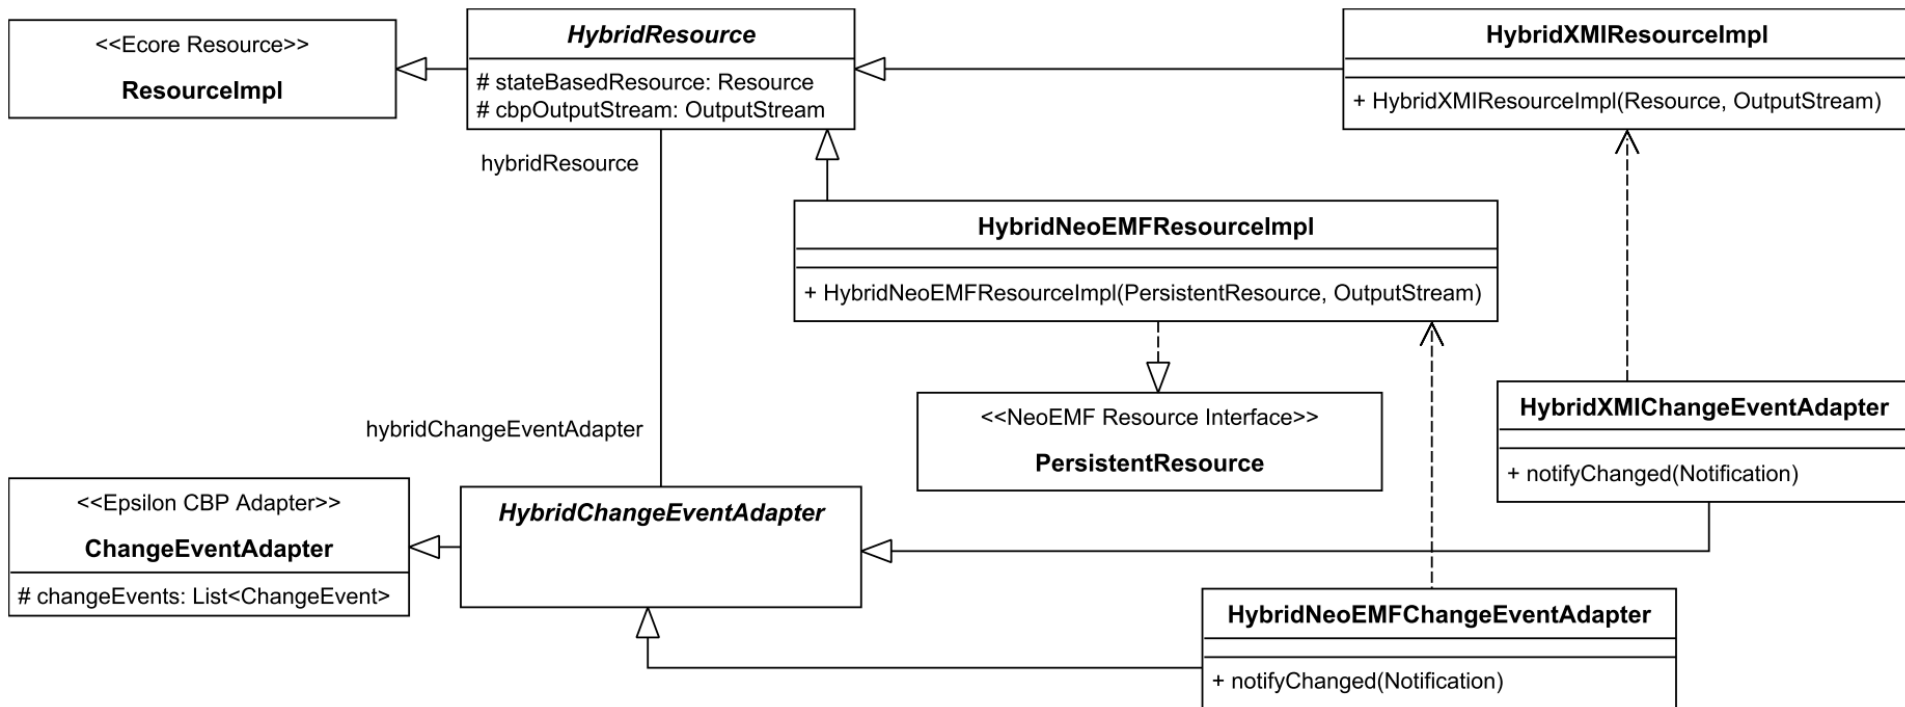 <<Ecore Resource>>
ResourceImpl
HybridResource
# stateBasedResource: Resource
# cbpOutputStream: OutputStream
HybridXMIResourceImpl
+ HybridXMIResourceImpl(Resource, OutputStream)
hybridResource
HybridNeoEMFResourceImpl
+ HybridNeoEMFResourceImpl(PersistentResource, OutputStream)
<<NeoEMF Resource Interface>>
PersistentResource
HybridXMIChangeEventAdapter
+ notifyChanged(Notification)
hybridChangeEventAdapter
<<Epsilon CBP Adapter>>
ChangeEventAdapter
# changeEvents: List<ChangeEvent>
HybridChangeEventAdapter
HybridNeoEMFChangeEventAdapter
+ notifyChanged(Notification)